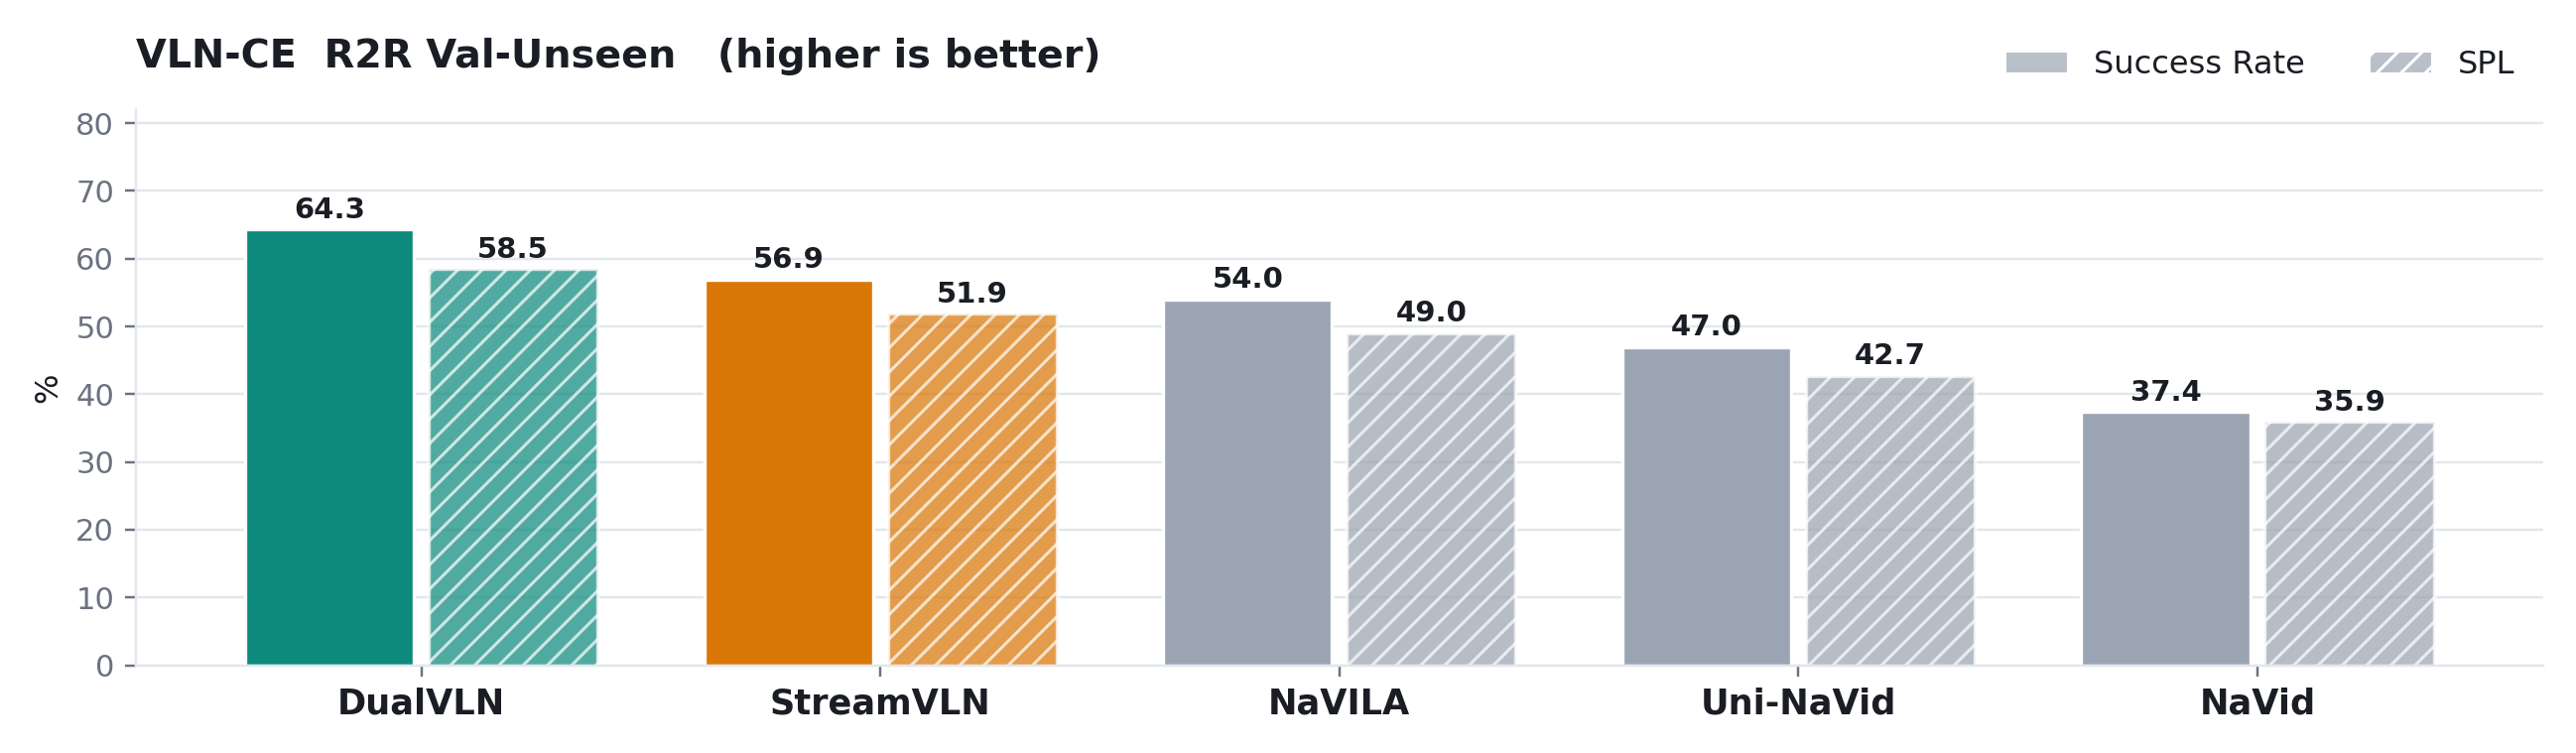 VLN-CE  R2R Val-Unseen   (higher is better)
Success Rate
SPL
80
70
60
50
40
30
20
10
0
%
64.3
58.5
56.9
51.9
54.0
49.0
47.0
42.7
37.4
35.9
DualVLN
StreamVLN
NaVILA
Uni-NaVid
NaVid